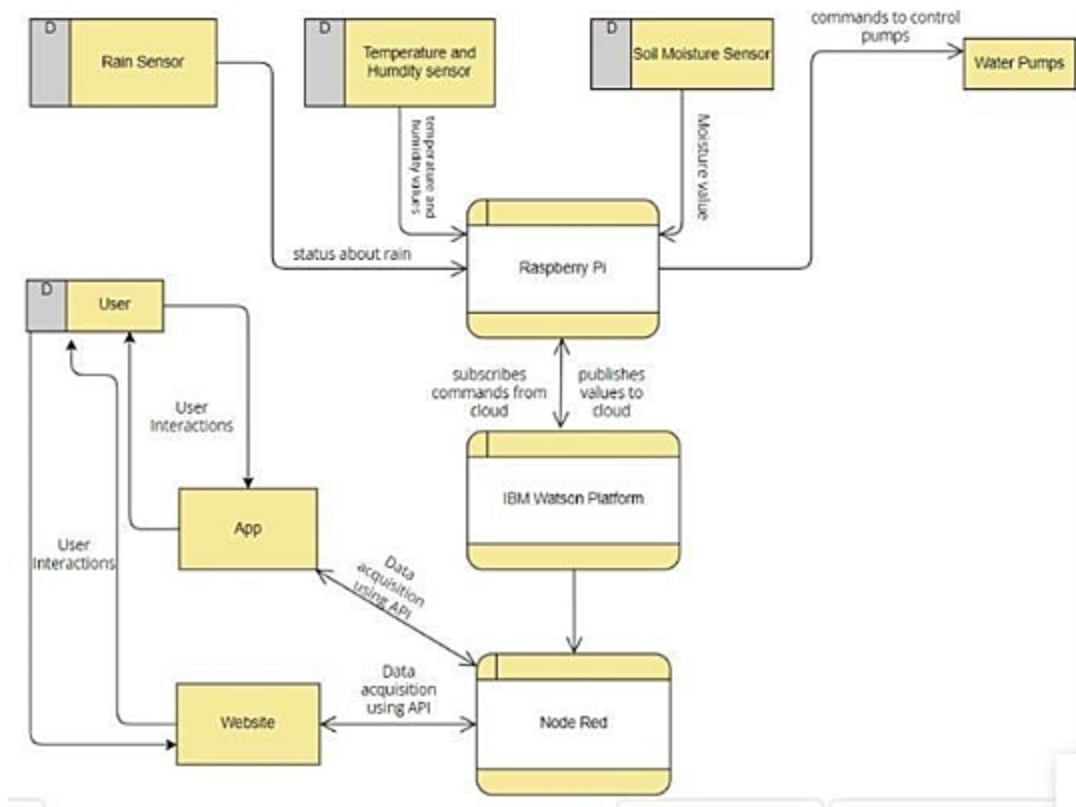 commands to control
pumps
D
Rain Sensor
D
Temperature and
Humdity sensor
D
Soil Moisture Sensor
Water Pumps
temperature and
humidity values
Moisture value
status about rain
Raspberry Pi
D
User
subscribes
commands from
cloud
publishes
values to
cloud
User
Interactions
IBM Watson Platform
App
User
Interactions
Data
acquisition
using API
Data
acquisition
using API
Website
Node Red